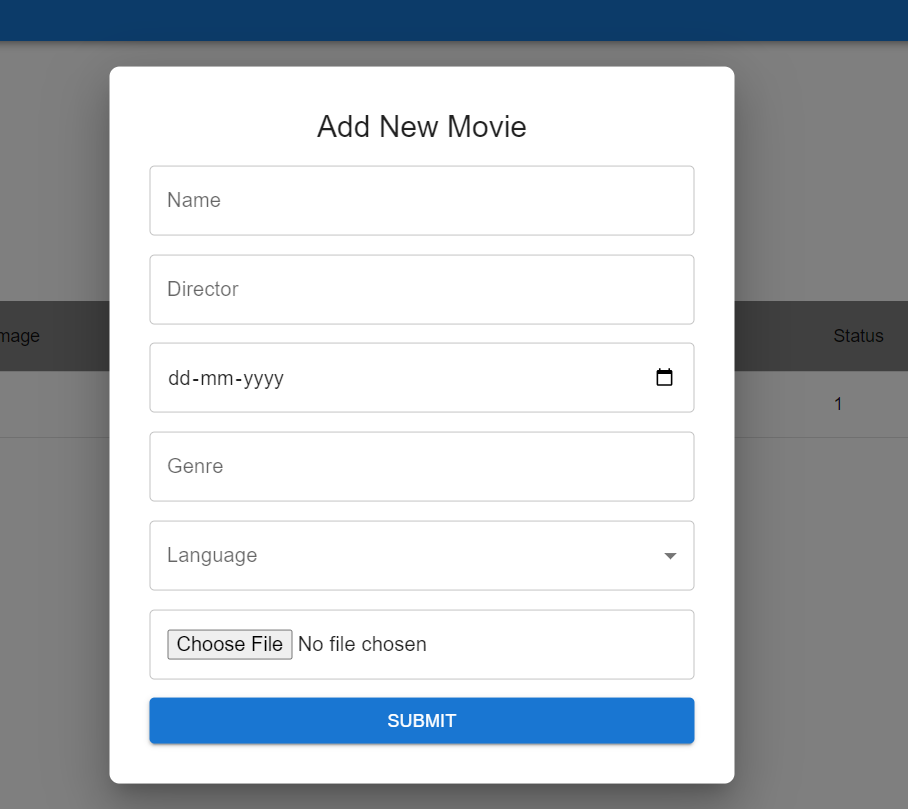 Add New Movie
Name
Director
mage
Status
dd-mm-yyyy
1
Genre
Language
Choose File No file chosen
SUBMIT